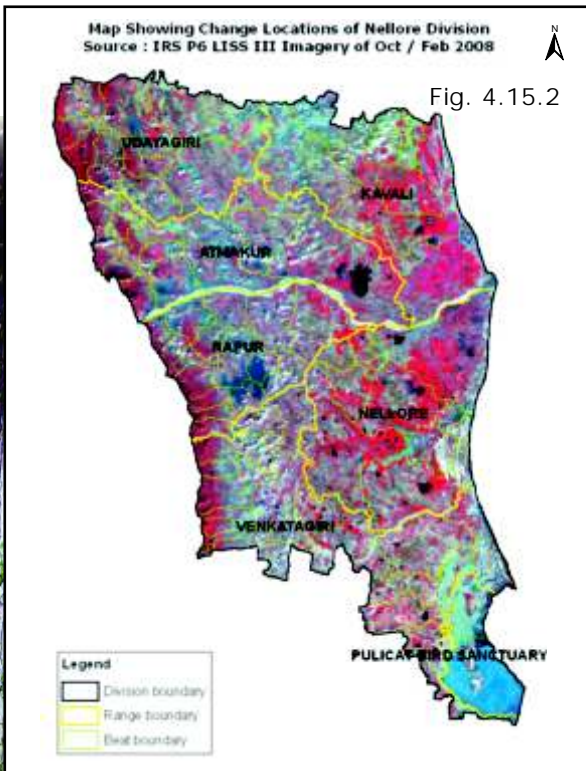 Map Showing Change Locations of Nellore Division
Source : IRS P6 LISS III Imagery of Oct / Feb 2008
N
Fig. 4.15.2
UDAYAGIRI
KAVALI
ATMAKUR
RAPUR
NELLORE
VENKATAGIRI
PULICAT BIRD SANCTUARY
Legend
Division boundary
Range boundary
Beat boundary